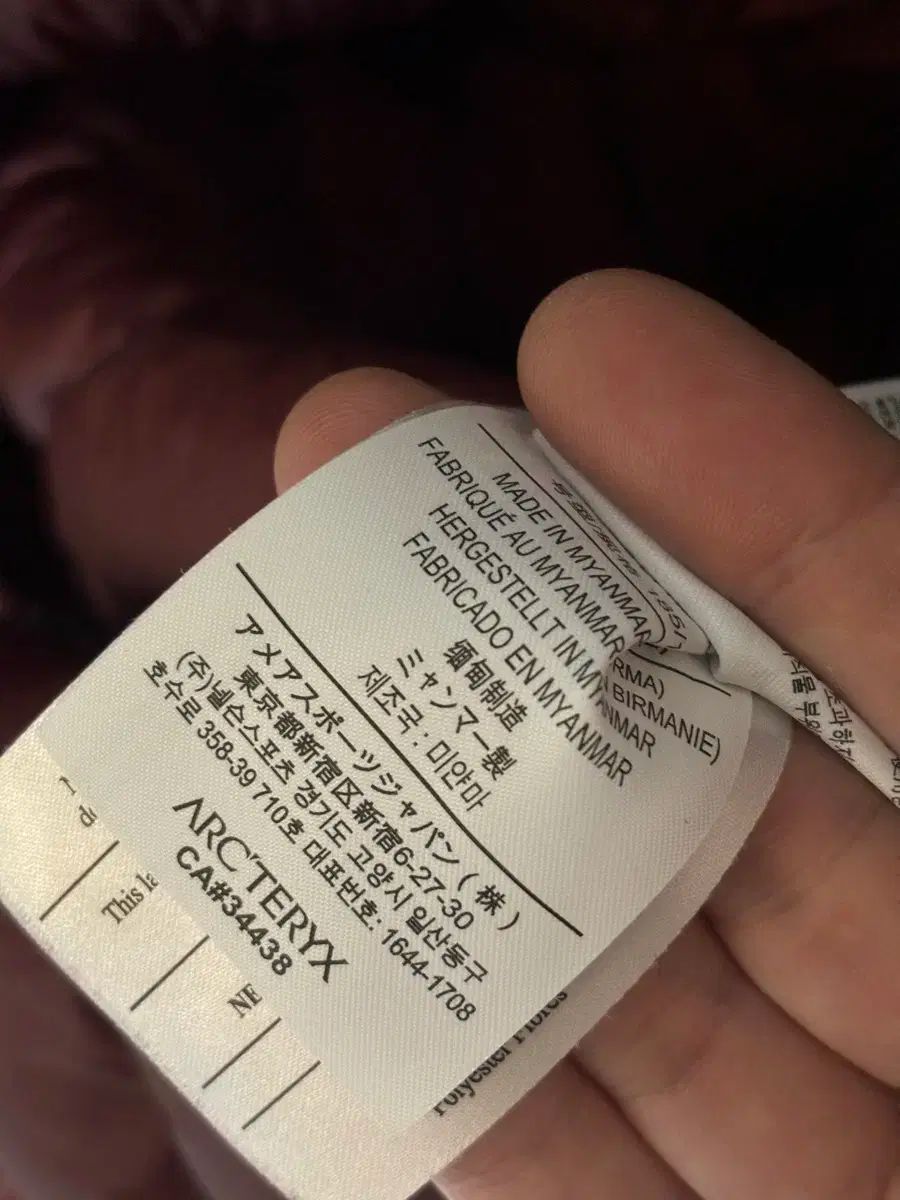 MADE IN MYANMAR
RMA)
FABRIQUÉ AU MYANMAR
BIRMANIE)
HERGESTELLT IN MYANMAR
FABRICADO EN MYANMAR
缅甸制造
ミャンマー製
제조국 : 미얀마
アメアスポーツジャパン(株)
東京都新宿区新宿6-27-30
(주)넬슨스포츠 경기도 고양시 일산동구
호수로 358-39 710호 대표번호: 1644-1708
ARC'TERYX
CA#34438
This
NE
Polyester